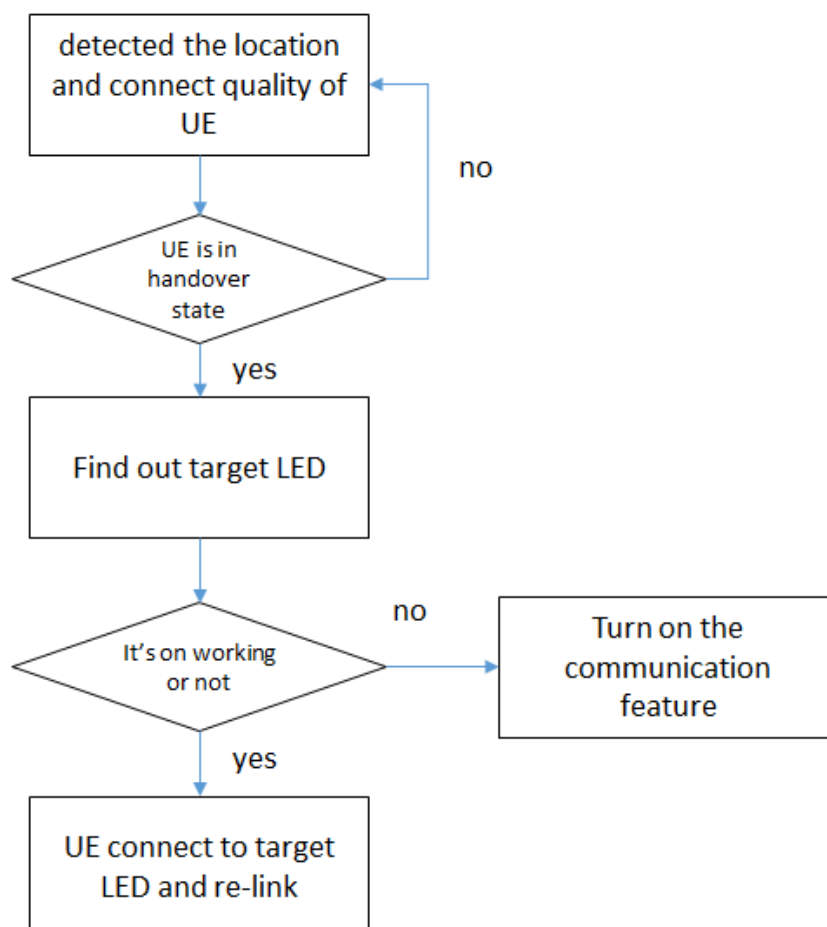 detected the location
and connect quality of
UE
no
UE is in
handover
state
yes
Find out target LED
no
It's on working
or not
Turn on the
communication
feature
yes
UE connect to target
LED and re-link